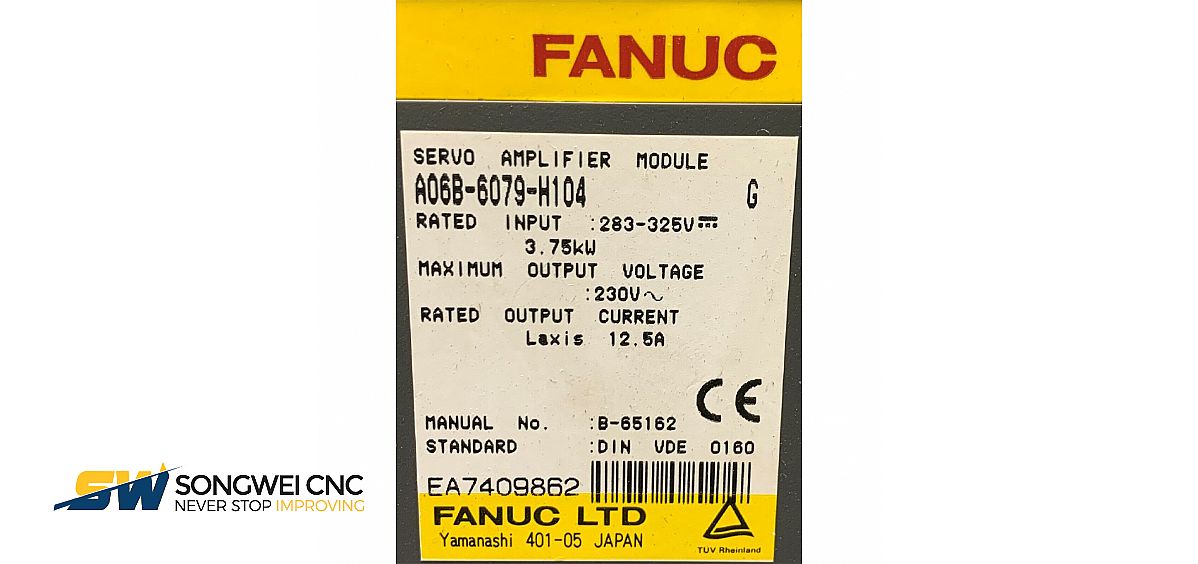 FANUC
SERVO AMPLIFIER MODULE
A06B-6079-H104 G
RATED INPUT :283-325V⎓
3.75kW
MAXIMUM OUTPUT VOLTAGE
:230V∿
RATED OUTPUT CURRENT
Laxis 12.5A
CE
MANUAL No. :B-65162
STANDARD :DIN VDE 0160
EA7409862
FANUC LTD
Yamanashi 401-05 JAPAN
TUV Rheinland
SW SONGWEI CNC
NEVER STOP IMPROVING